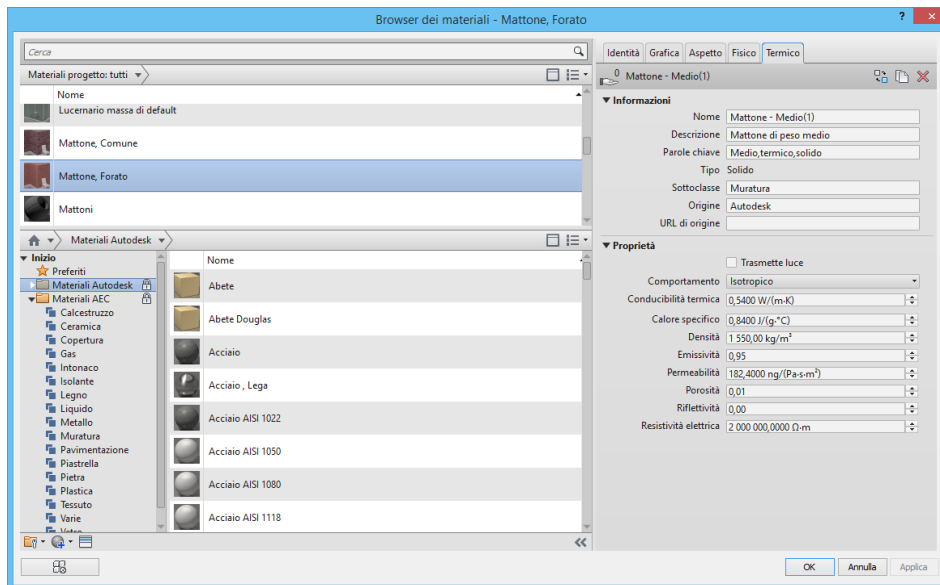 Browser dei materiali - Mattone, Forato
?
Cerca
Materiali progetto: tutti
Nome
Lucernario massa di default
Mattone, Comune
Mattone, Forato
Mattoni
Materiali Autodesk
Inizio
Preferiti
Materiali Autodesk
Materiali AEC
Calcestruzzo
Ceramica
Copertura
Gas
Intonaco
Isolante
Legno
Liquido
Metallo
Muratura
Pavimentazione
Piastrella
Pietra
Plastica
Tessuto
Varie
Vetro
Nome
Abete
Abete Douglas
Acciaio
Acciaio , Lega
Acciaio AISI 1022
Acciaio AISI 1050
Acciaio AISI 1080
Acciaio AISI 1118
Identità Grafica Aspetto Fisico Termico
0 Mattone - Medio(1)
Informazioni
Nome Mattone - Medio(1)
Descrizione Mattone di peso medio
Parole chiave Medio,termico,solido
Tipo Solido
Sottoclasse Muratura
Origine Autodesk
URL di origine
Proprietà
Trasmette luce
Comportamento Isotropico
Conducibilità termica 0,5400 W/(m·K)
Calore specifico 0,8400 J/(g·°C)
Densità 1 550,00 kg/m³
Emissività 0,95
Permeabilità 182,4000 ng/(Pa·s·m²)
Porosità 0,01
Riflettività 0,00
Resistività elettrica 2 000 000,0000 Ω·m
OK Annulla Applica